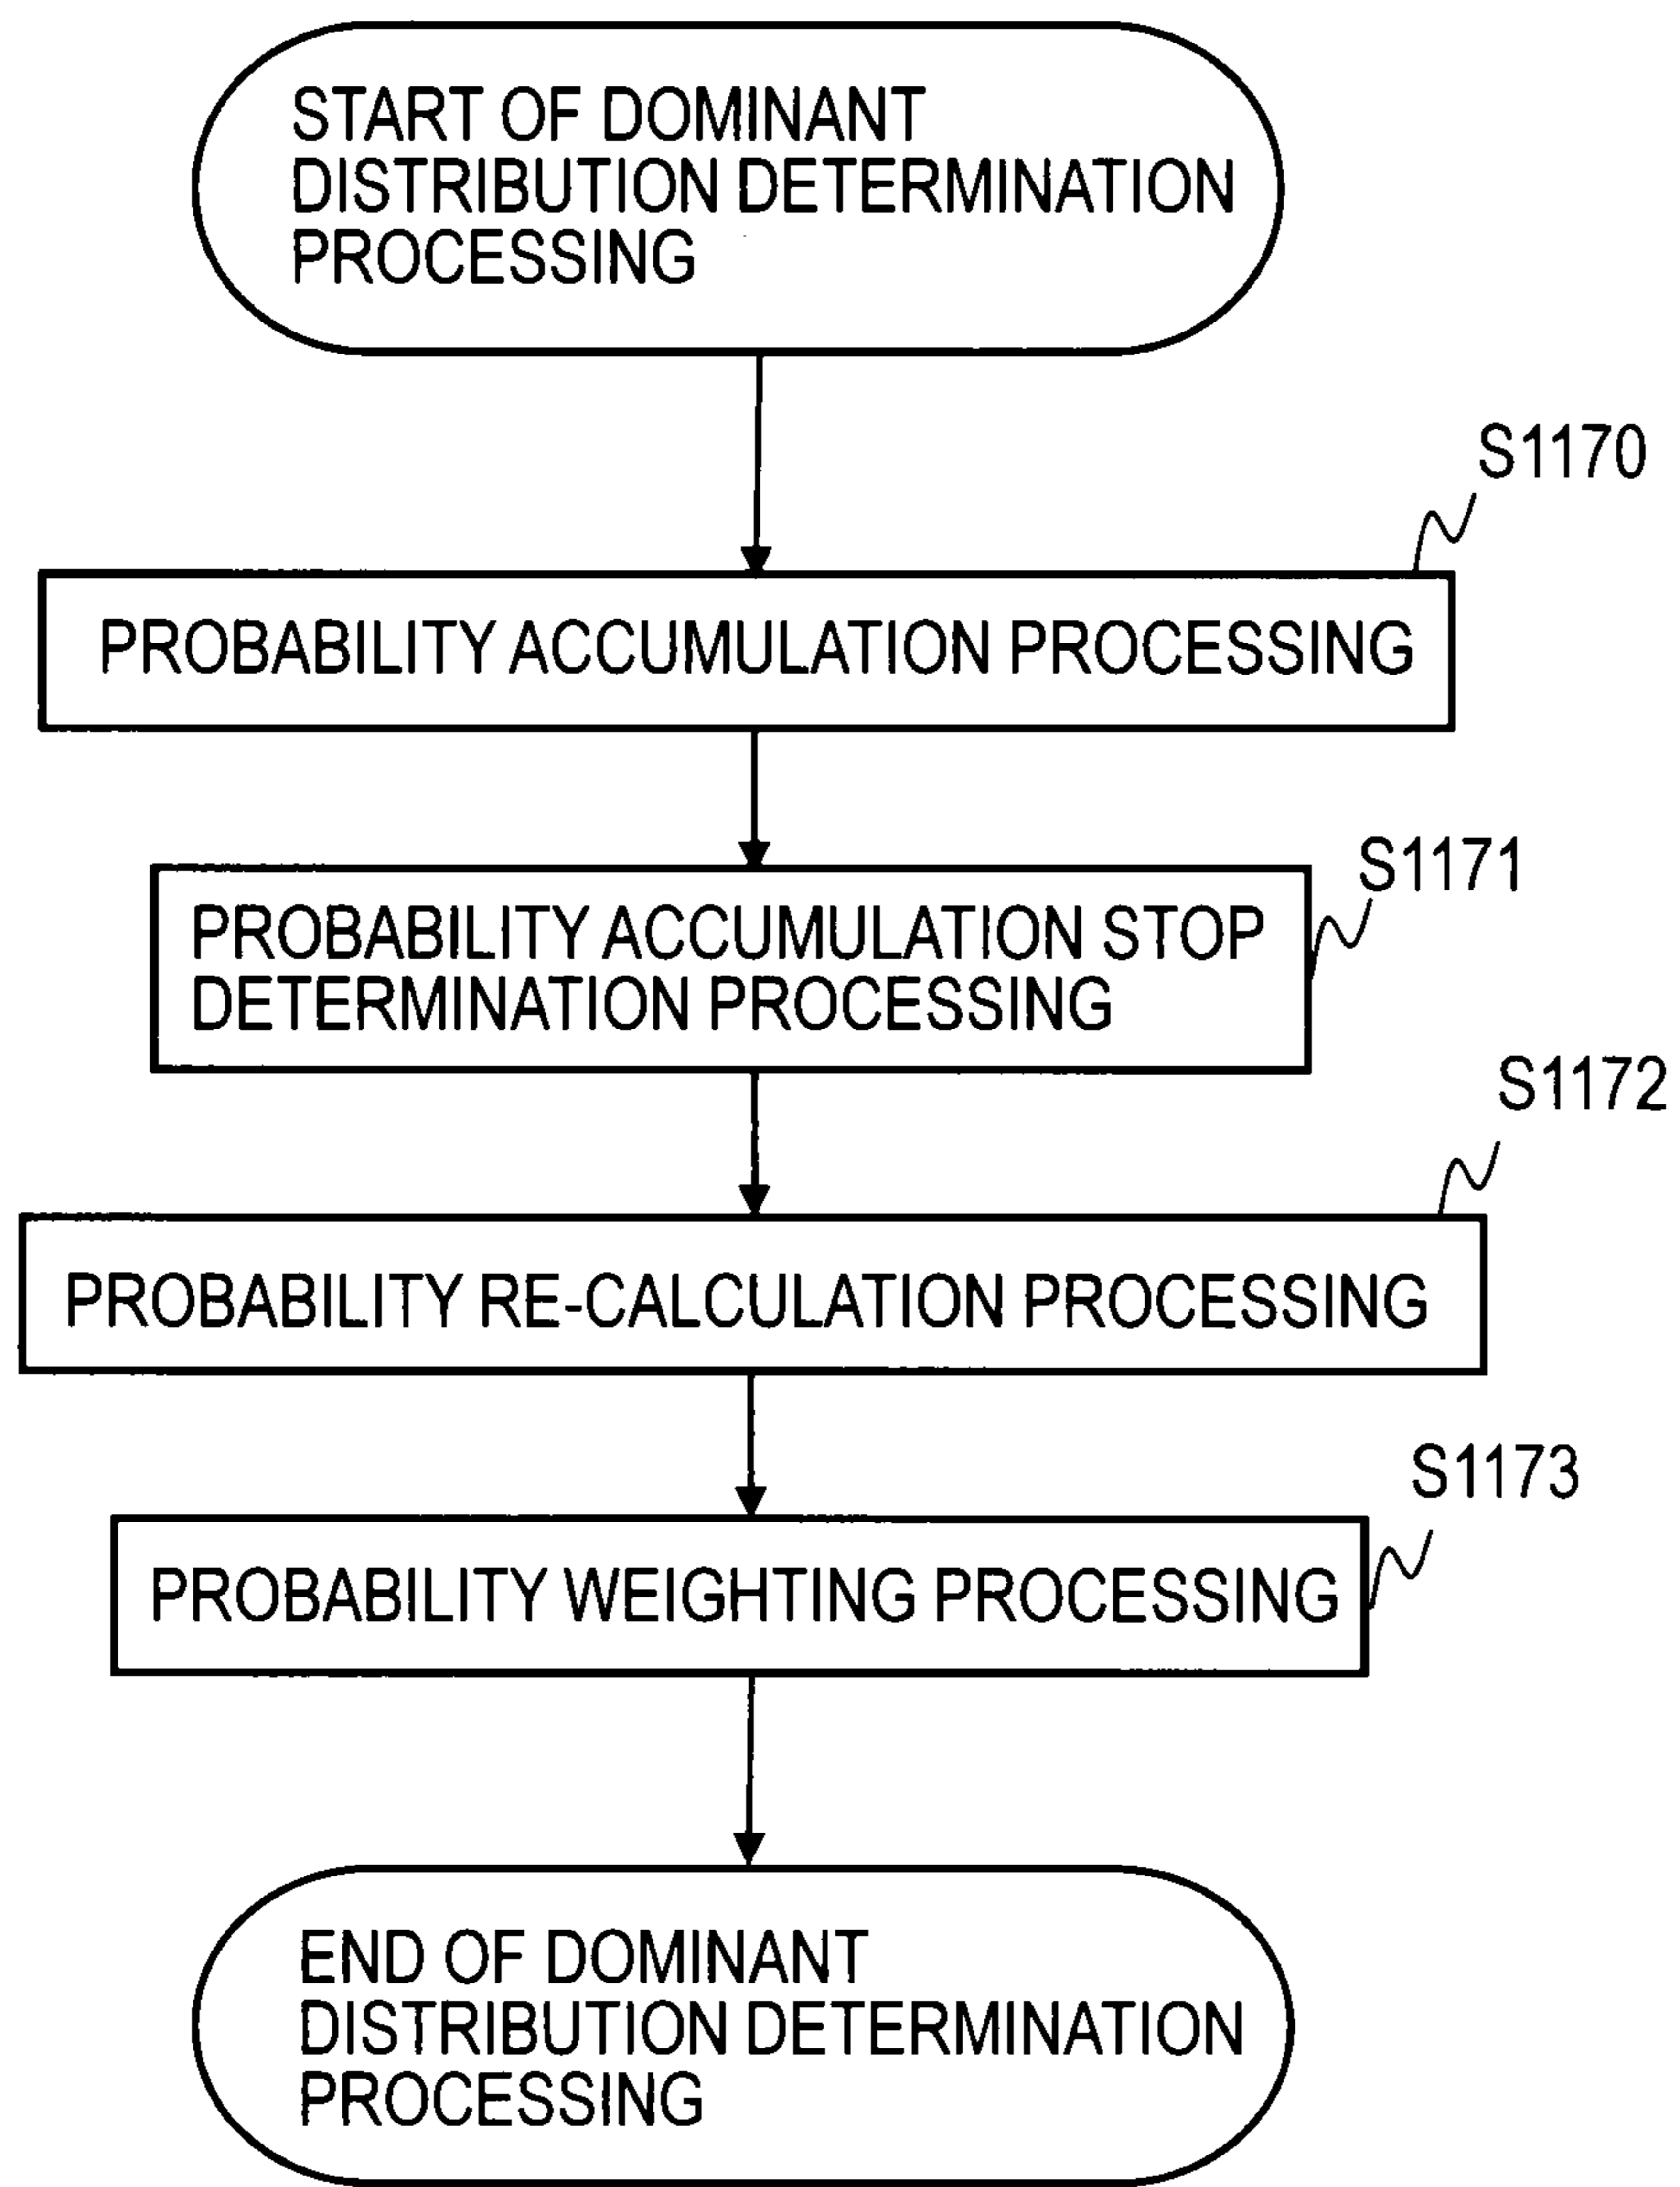 START OF DOMINANT
DISTRIBUTION DETERMINATION
PROCESSING
S1170
PROBABILITY ACCUMULATION PROCESSING
S1171
PROBABILITY ACCUMULATION STOP
DETERMINATION PROCESSING
S1172
PROBABILITY RE-CALCULATION PROCESSING
S1173
PROBABILITY WEIGHTING PROCESSING
END OF DOMINANT
DISTRIBUTION DETERMINATION
PROCESSING